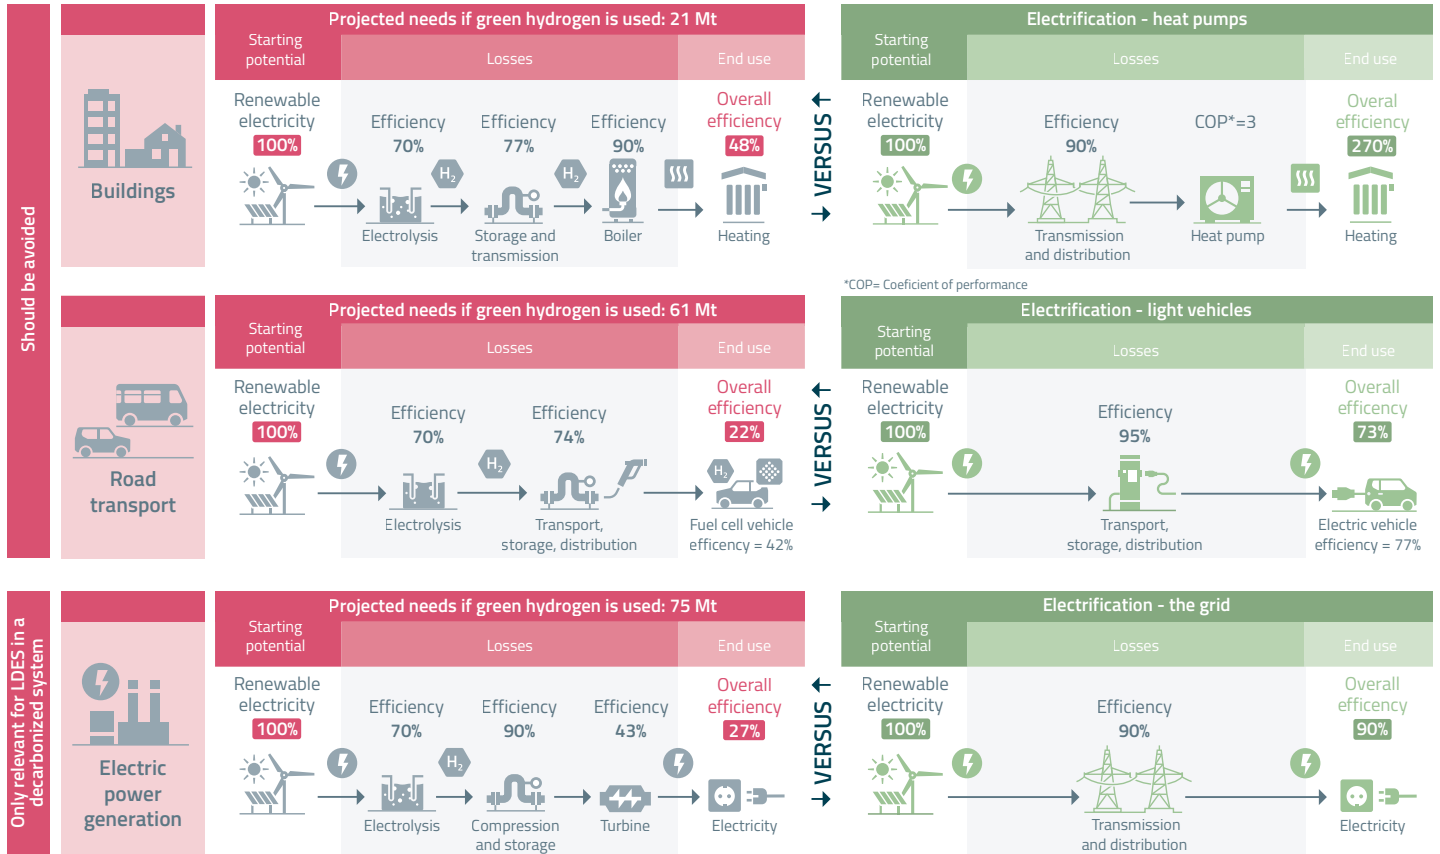 Should be avoided
Buildings
Projected needs if green hydrogen is used: 21 Mt
Starting
potential
Losses
End use
Renewable
electricity
100%
Efficiency
70%
Efficiency
77%
Efficiency
90%
Overall
efficiency
48%
H2
H2
Electrolysis
Storage and
transmission
Boiler
Heating
VERSUS
Electrification - heat pumps
Starting
potential
Losses
End use
Renewable
electricity
100%
Efficiency
90%
COP*=3
Overal
efficiency
270%
Transmission
and distribution
Heat pump
Heating
*COP= Coeficient of performance
Road
transport
Projected needs if green hydrogen is used: 61 Mt
Starting
potential
Losses
End use
Renewable
electricity
100%
Efficiency
70%
Efficiency
74%
Overall
efficiency
22%
H2
H2
Electrolysis
Transport,
storage, distribution
Fuel cell vehicle
efficency = 42%
VERSUS
Electrification - light vehicles
Starting
potential
Losses
End use
Renewable
electricity
100%
Efficiency
95%
Overall
efficency
73%
Transport,
storage, distribution
Electric vehicle
efficiency = 77%
Only relevant for LDES in a
decarbonized system
Electric
power
generation
Projected needs if green hydrogen is used: 75 Mt
Starting
potential
Losses
End use
Renewable
electricity
100%
Efficiency
70%
Efficiency
90%
Efficiency
43%
Overall
efficiency
27%
H2
Electrolysis
Compression
and storage
Turbine
Electricity
VERSUS
Electrification - the grid
Starting
potential
Losses
End use
Renewable
electricity
100%
Efficiency
90%
Overall
efficency
90%
Transmission
and distribution
Electricity